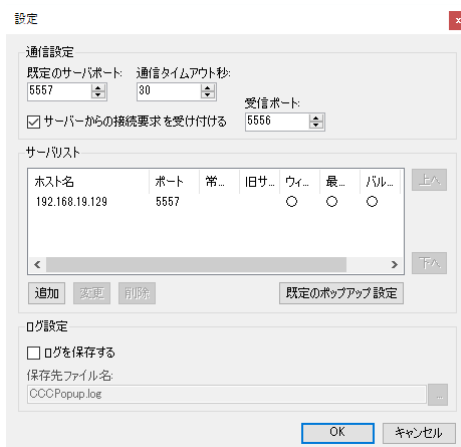 設定
通信設定
既定のサーバポート: 通信タイムアウト秒:
5557 30
受信ポート:
サーバーからの接続要求を受け付ける 5556
サーバリスト
ホスト名 ポート 常... 旧サ... ウィ... 最... バル...
192.168.19.129 5557 ○ ○ ○
上へ
下へ
追加 変更 削除 既定のポップアップ設定
ログ設定
ログを保存する
保存先ファイル名:
CCCPopup.log ...
OK キャンセル